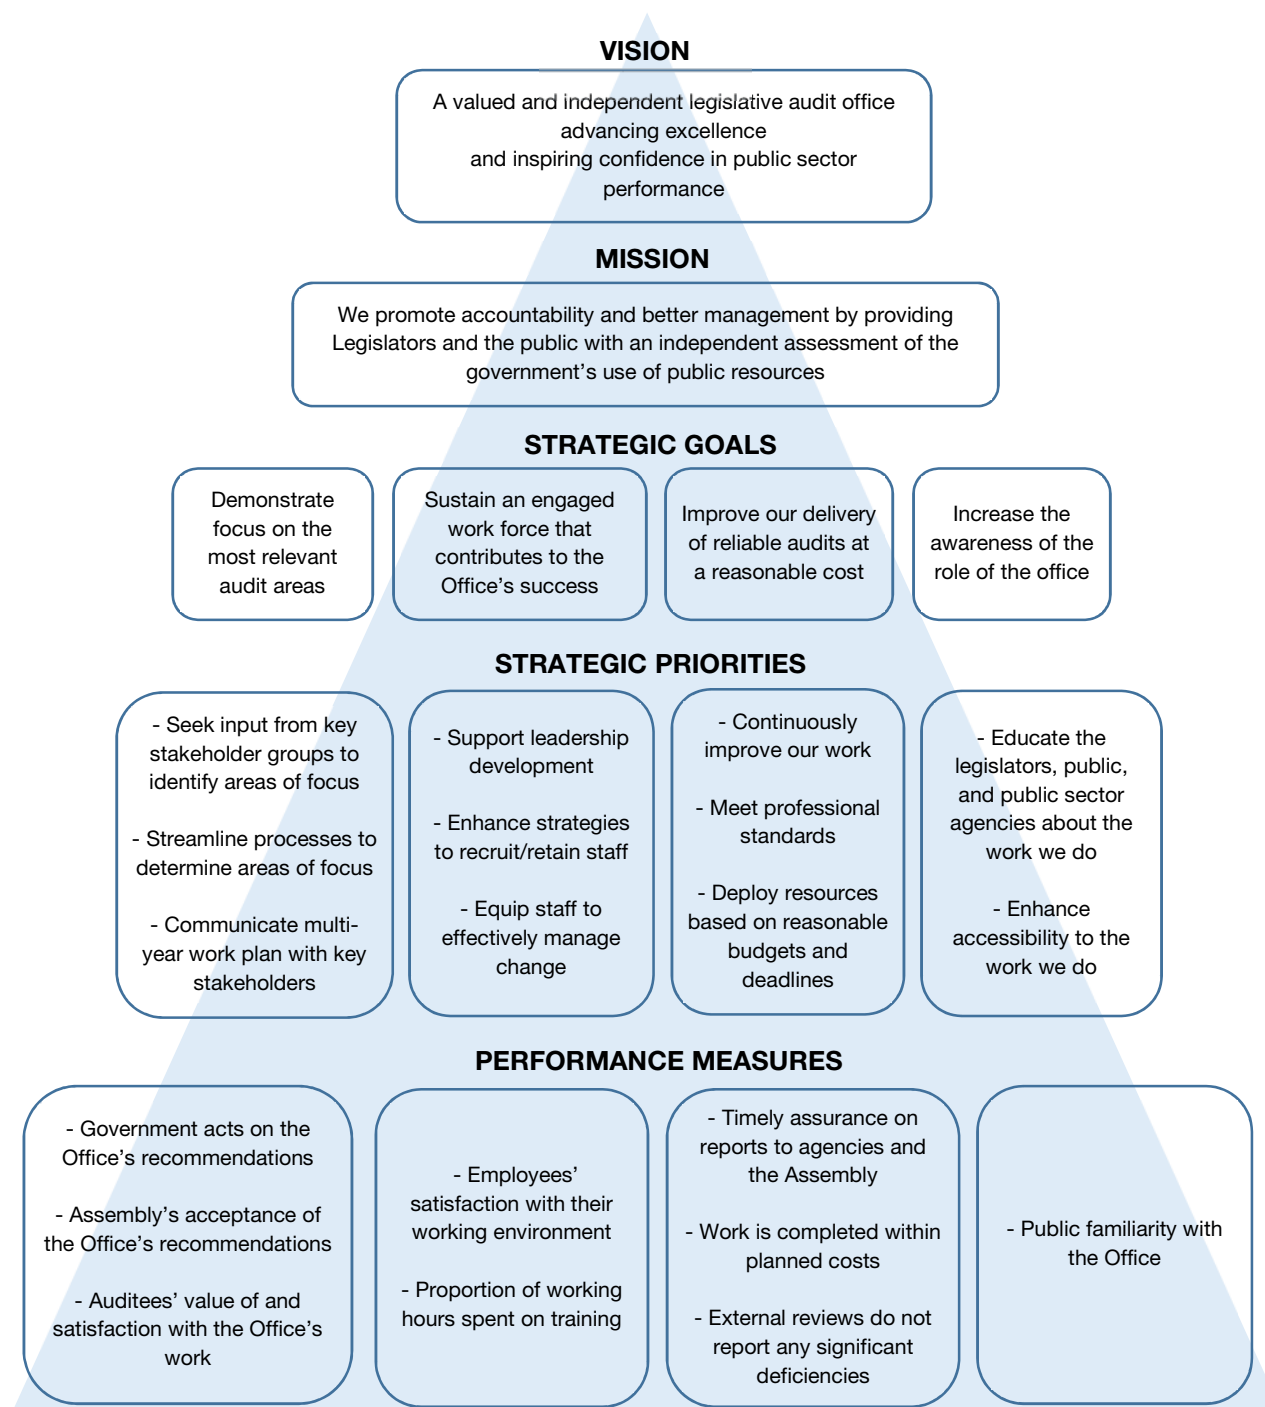 VISION
A valued and independent legislative audit office
advancing excellence
and inspiring confidence in public sector
performance
MISSION
We promote accountability and better management by providing
Legislators and the public with an independent assessment of the
government’s use of public resources
STRATEGIC GOALS
Demonstrate
focus on the
most relevant
audit areas
Sustain an engaged
work force that
contributes to the
Office’s success
Improve our delivery
of reliable audits at
a reasonable cost
Increase the
awareness of the
role of the office
STRATEGIC PRIORITIES
- Seek input from key
stakeholder groups to
identify areas of focus
- Streamline processes to
determine areas of focus
- Communicate multi-
year work plan with key
stakeholders
- Support leadership
development
- Enhance strategies
to recruit/retain staff
- Equip staff to
effectively manage
change
- Continuously
improve our work
- Meet professional
standards
- Deploy resources
based on reasonable
budgets and
deadlines
- Educate the
legislators, public,
and public sector
agencies about the
work we do
- Enhance
accessibility to the
work we do
PERFORMANCE MEASURES
- Government acts on the
Office’s recommendations
- Assembly’s acceptance of
the Office’s recommendations
- Auditees’ value of and
satisfaction with the Office’s
work
- Employees’
satisfaction with their
working environment
- Proportion of working
hours spent on training
- Timely assurance on
reports to agencies and
the Assembly
- Work is completed within
planned costs
- External reviews do not
report any significant
deficiencies
- Public familiarity with
the Office